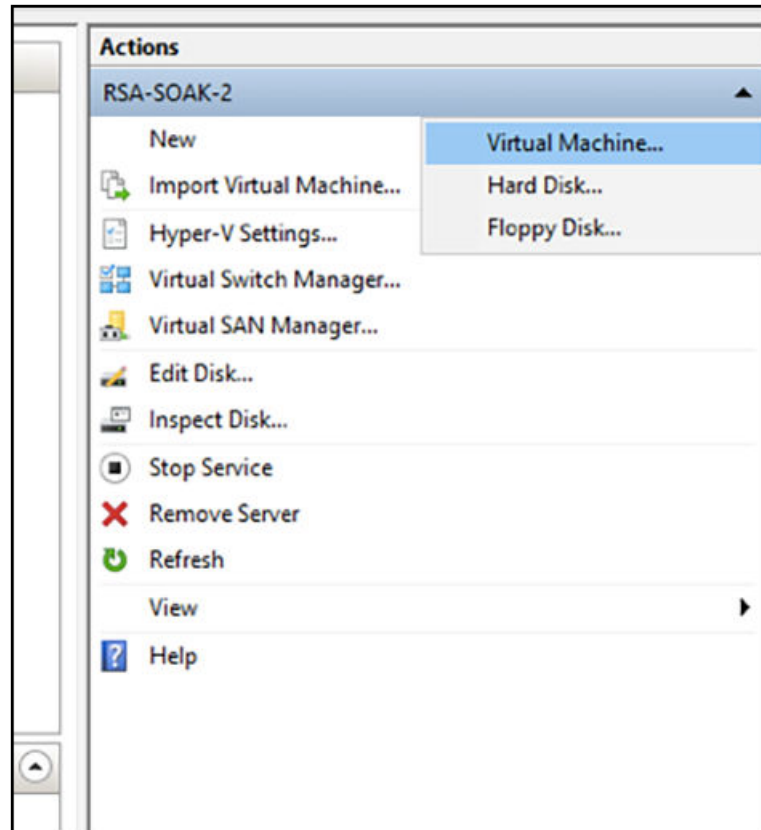 Actions
RSA-SOAK-2
New
Virtual Machine...
Import Virtual Machine...
Hard Disk...
Hyper-V Settings...
Floppy Disk...
Virtual Switch Manager...
Virtual SAN Manager...
Edit Disk...
Inspect Disk...
Stop Service
Remove Server
Refresh
View
Help